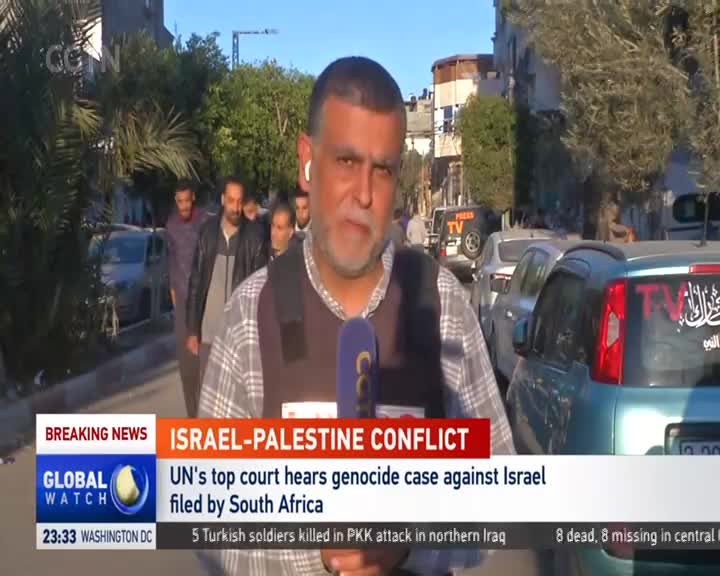 CGTN
PRESS
TV
TV
BREAKING NEWS
ISRAEL-PALESTINE CONFLICT
GLOBAL
WATCH
UN's top court hears genocide case against Israel
filed by South Africa
23:33 WASHINGTON DC
5 Turkish soldiers killed in PKK attack in northern Iraq
8 dead, 8 missing in central